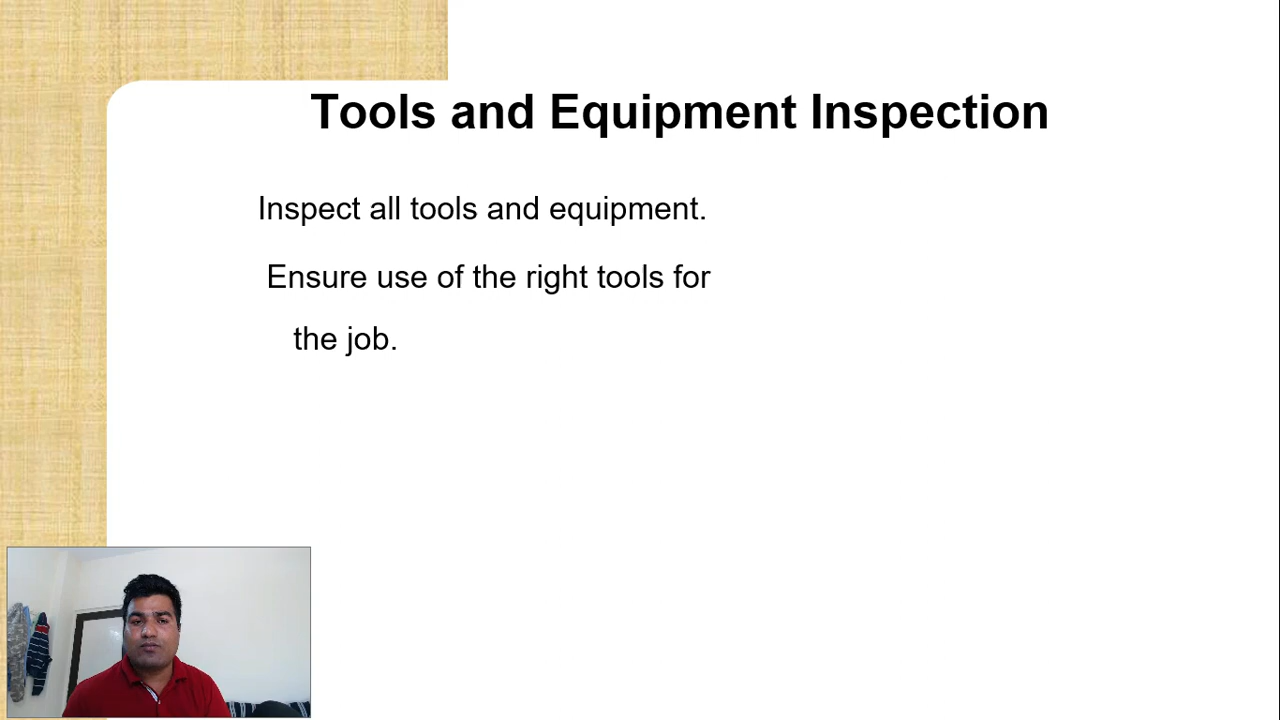 Tools and Equipment Inspection
Inspect all tools and equipment.
Ensure use of the right tools for
the job.